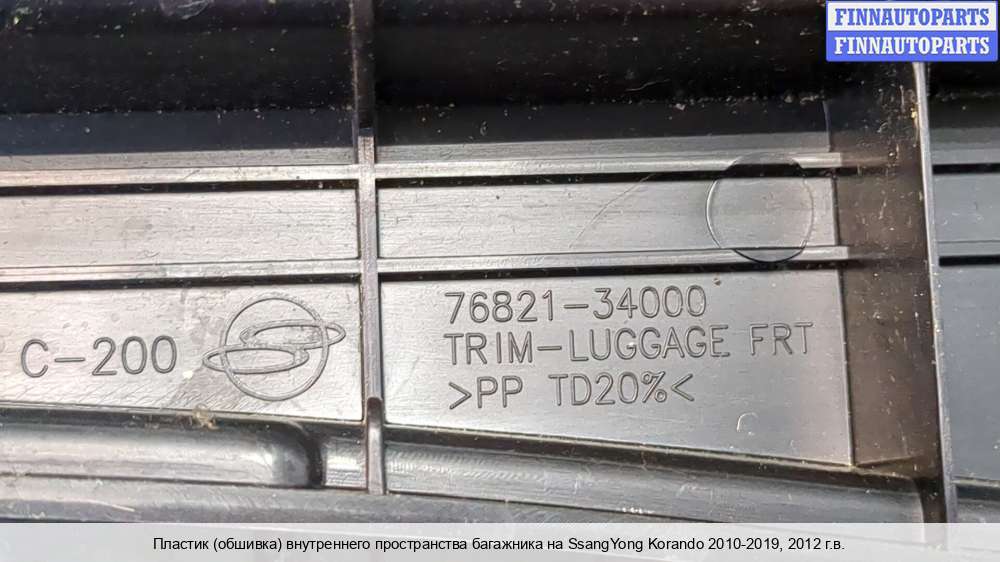 FINNAUTOPARTS
FINNAUTOPARTS
76821-34000
C-200
TRIM-LUGGAGE FRT
>PP TD20%<
Пластик (обшивка) внутреннего пространства багажника на SsangYong Korando 2010-2019, 2012 г.в.